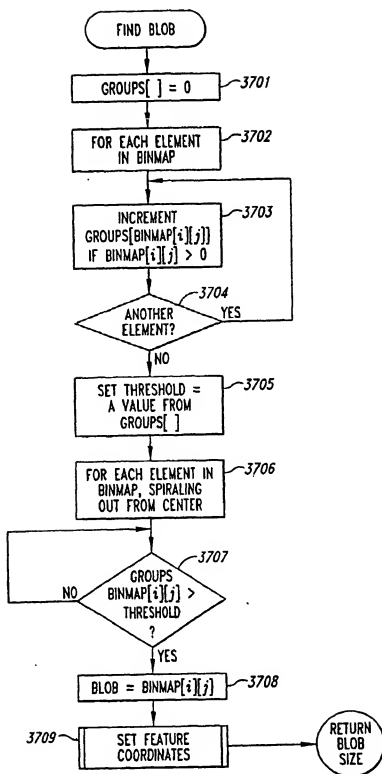 FIND BLOB
GROUPS[ ] = 0
3701
FOR EACH ELEMENT
IN BINMAP
3702
INCREMENT
GROUPS[BINMAP[i][j]]
IF BINMAP[i][j] > 0
3703
ANOTHER
ELEMENT?
3704
YES
NO
SET THRESHOLD =
A VALUE FROM
GROUPS[ ]
3705
FOR EACH ELEMENT IN
BINMAP, SPIRALING
OUT FROM CENTER
3706
GROUPS
BINMAP[i][j] >
THRESHOLD
?
3707
NO
YES
BLOB = BINMAP[i][j]
3708
3709
SET FEATURE
COORDINATES
RETURN
BLOB
SIZE